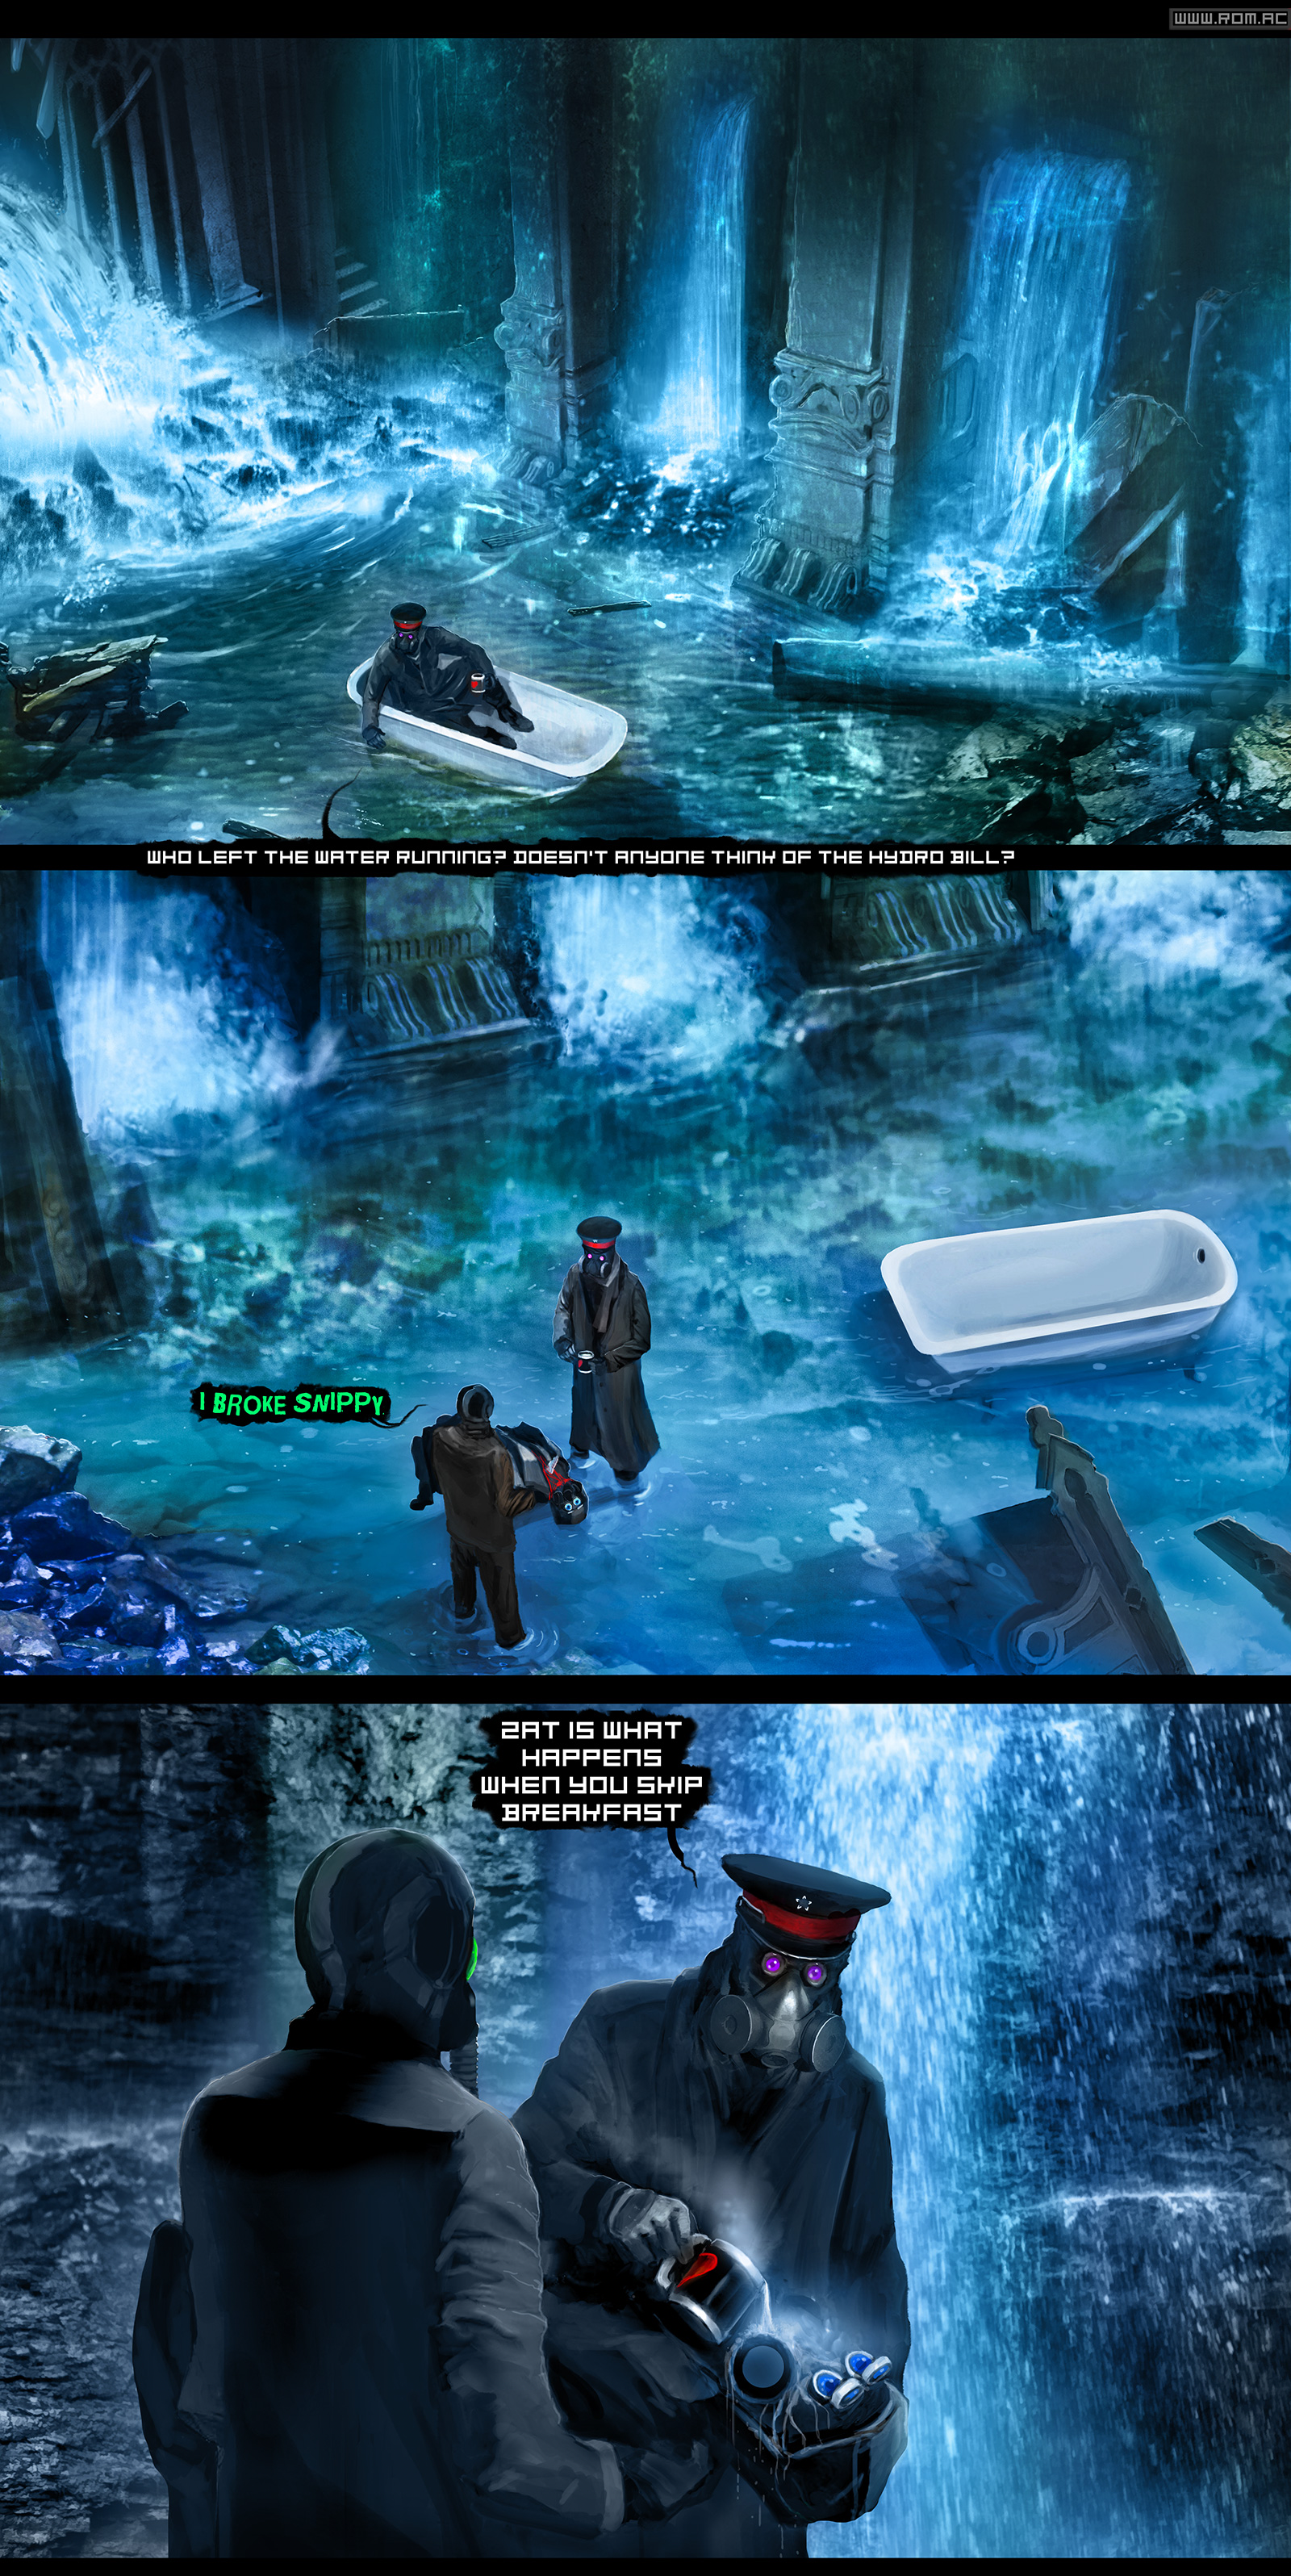 WWW.ROM.AC
WHO LEFT THE WATER RUNNING? DOESN'T ANYONE THINK OF THE HYDRO BILL?
I BROKE SNIPPY
ZAT IS WHAT
HAPPENS
WHEN YOU SKIP
BREAKFAST